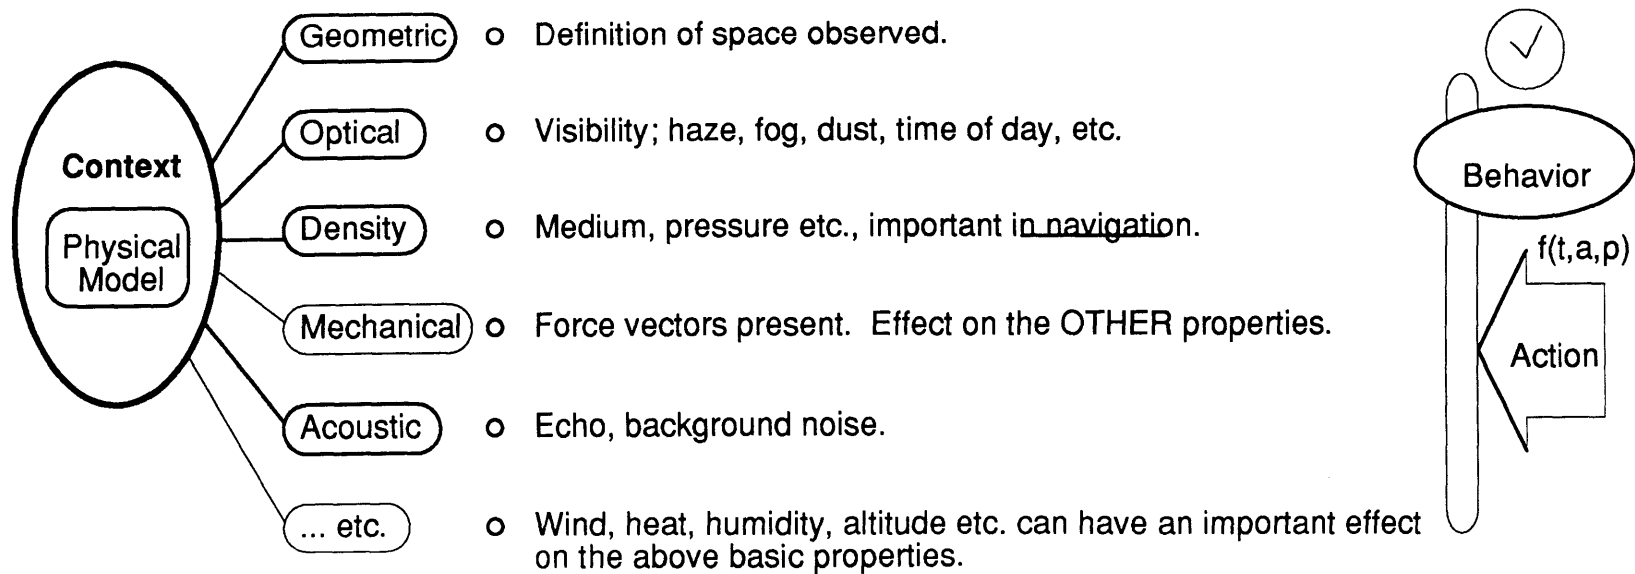 Geometric o Definition of space observed.
Optical o Visibility; haze, fog, dust, time of day, etc.
Context
Physical
Model
Density o Medium, pressure etc., important in navigation.
Mechanical o Force vectors present. Effect on the OTHER properties.
Acoustic o Echo, background noise.
... etc. o Wind, heat, humidity, altitude etc. can have an important effect
on the above basic properties.
Behavior
f(t,a,p)
Action